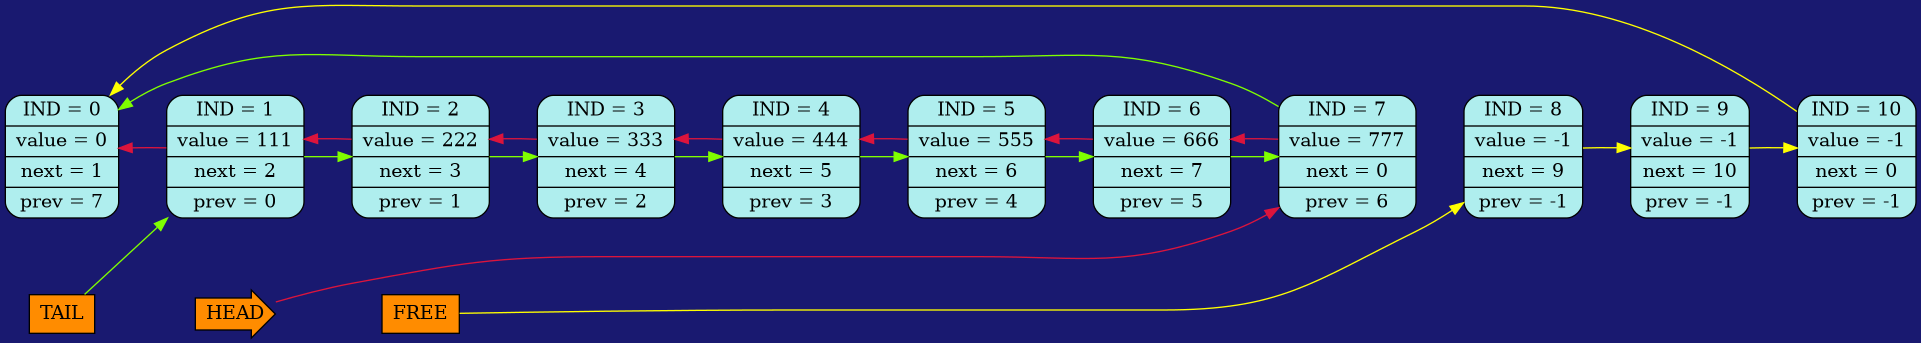 IND = 0
value = 0
next = 1
prev = 7
IND = 1
value = 111
next = 2
prev = 0
IND = 2
value = 222
next = 3
prev = 1
IND = 3
value = 333
next = 4
prev = 2
IND = 4
value = 444
next = 5
prev = 3
IND = 5
value = 555
next = 6
prev = 4
IND = 6
value = 666
next = 7
prev = 5
IND = 7
value = 777
next = 0
prev = 6
IND = 8
value = -1
next = 9
prev = -1
IND = 9
value = -1
next = 10
prev = -1
IND = 10
value = -1
next = 0
prev = -1
TAIL
HEAD
FREE